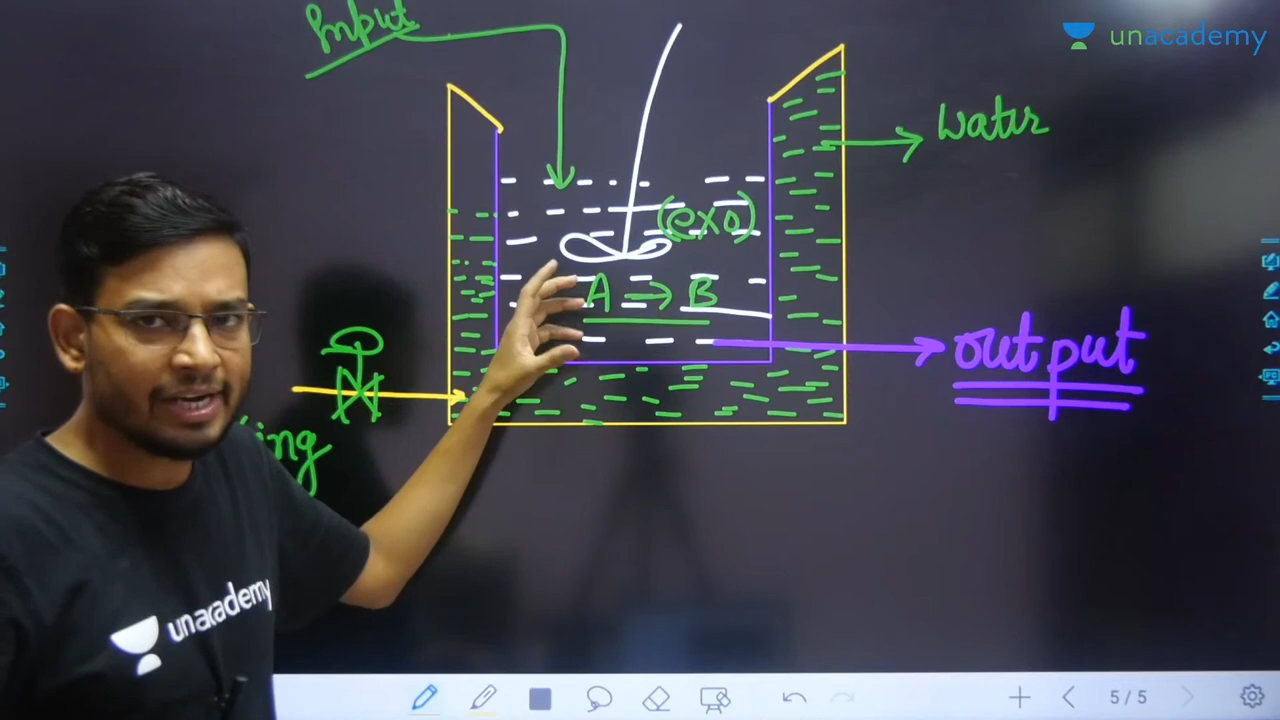 Input
unacademy
Water
(exo)
A → B
output
unacademy
5 / 5